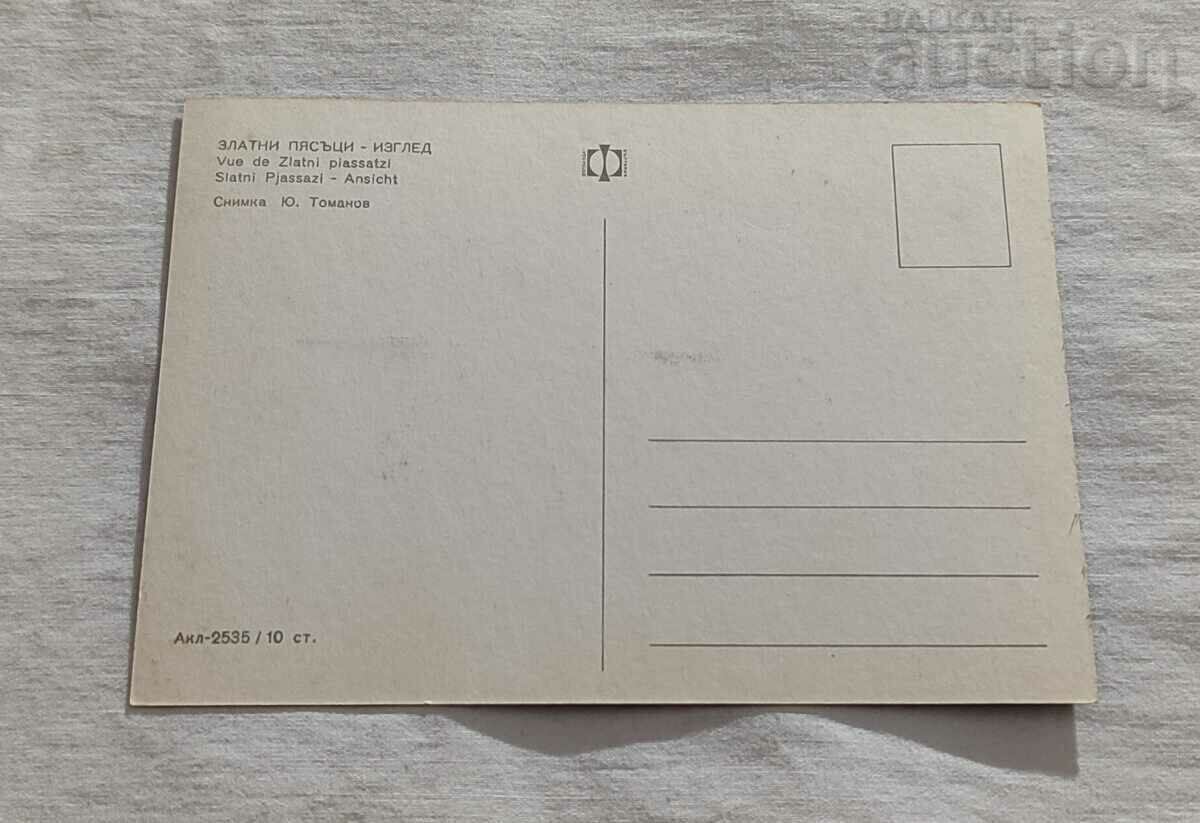 BALKAN
auction
ЗЛАТНИ ПЯСЪЦИ - ИЗГЛЕД
Vue de Zlatni piassatzi
Slatni Pjassazi - Ansicht
Снимка Ю. Томанов
Акл-2535 / 10 ст.